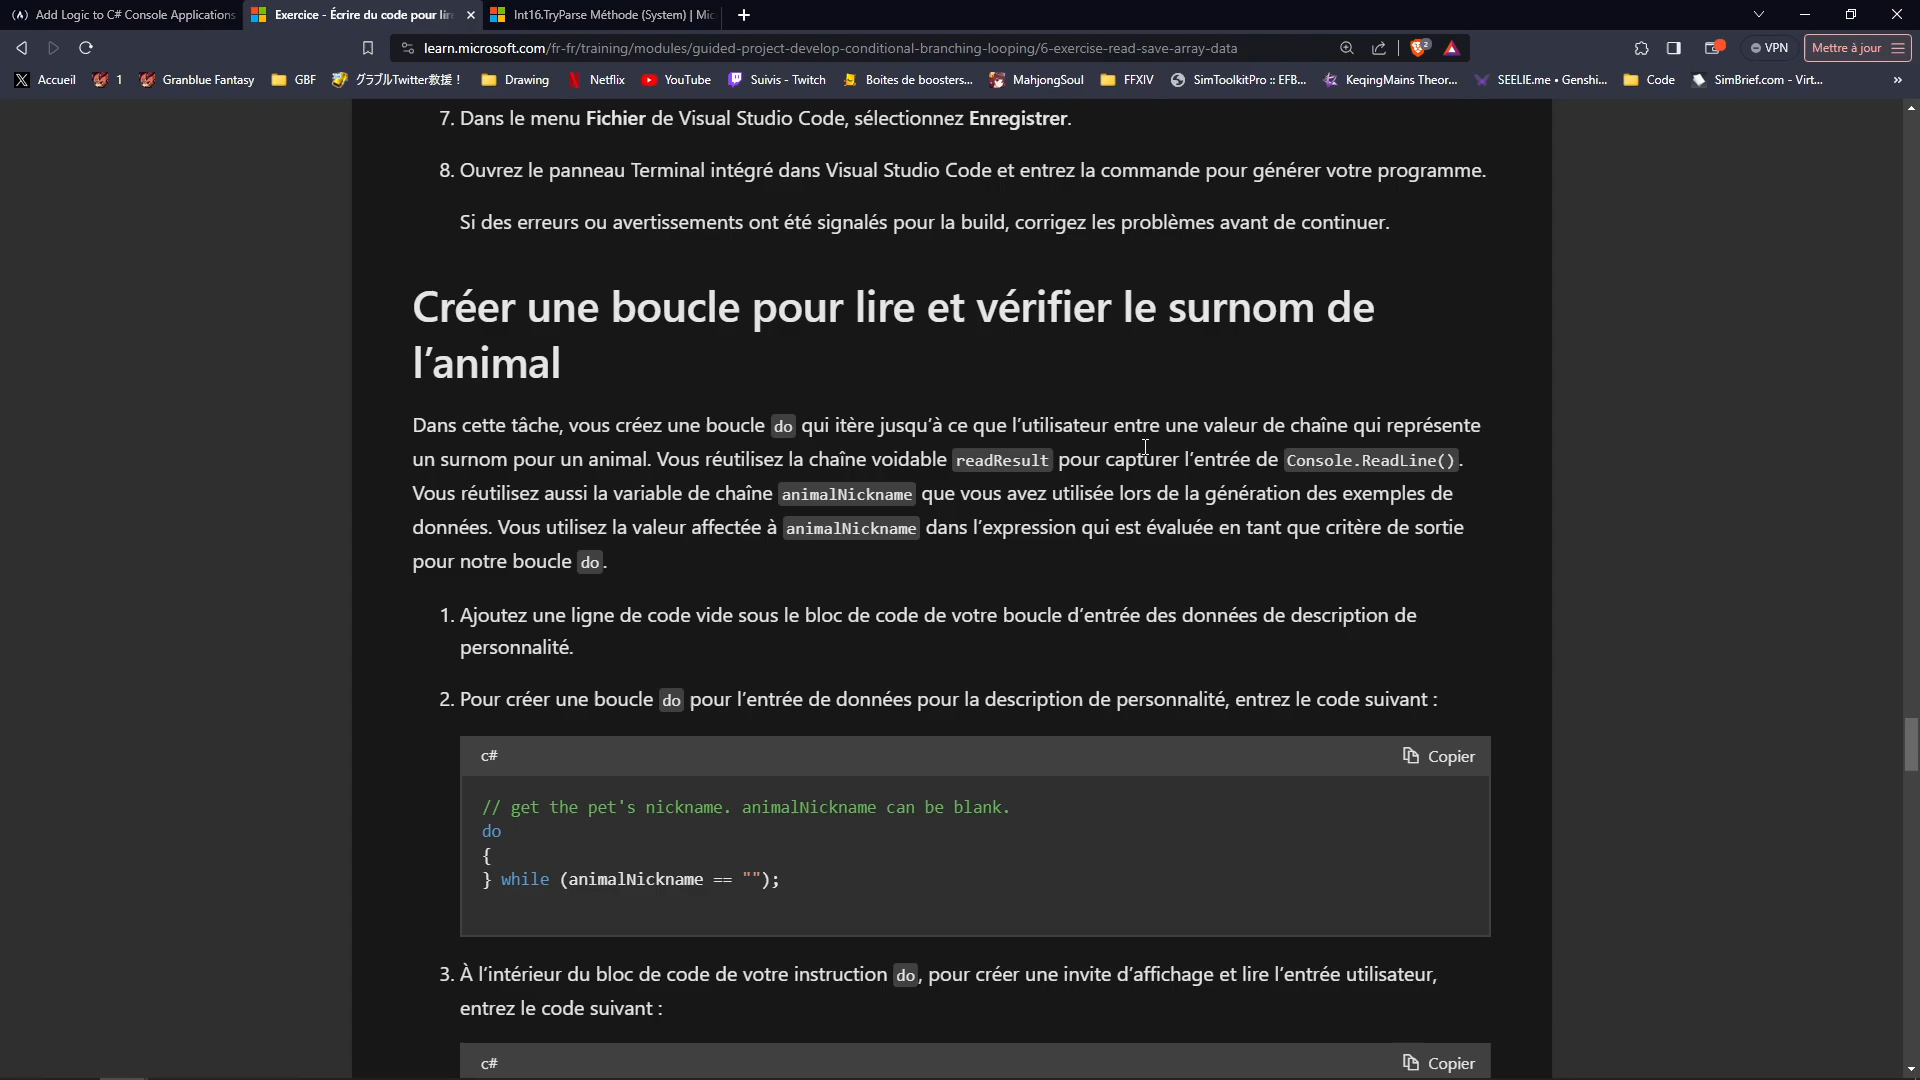 Add Logic to C# Console Applications
Exercice - Écrire du code pour lire
Int16.TryParse Méthode (System) | Mic
learn.microsoft.com/fr-fr/training/modules/guided-project-develop-conditional-branching-looping/6-exercise-read-save-array-data
2
VPN
Mettre à jour
Accueil
1
Granblue Fantasy
GBF
グラブルTwitter救援！
Drawing
Netflix
YouTube
Suivis - Twitch
Boites de boosters...
MahjongSoul
FFXIV
SimToolkitPro :: EFB...
KeqingMains Theor...
SEELIE.me • Genshi...
Code
SimBrief.com - Virt...
»
7. Dans le menu Fichier de Visual Studio Code, sélectionnez Enregistrer.
8. Ouvrez le panneau Terminal intégré dans Visual Studio Code et entrez la commande pour générer votre programme.
Si des erreurs ou avertissements ont été signalés pour la build, corrigez les problèmes avant de continuer.
Créer une boucle pour lire et vérifier le surnom de
l’animal
Dans cette tâche, vous créez une boucle do qui itère jusqu’à ce que l’utilisateur entre une valeur de chaîne qui représente
un surnom pour un animal. Vous réutilisez la chaîne voidable readResult pour capturer l’entrée de Console.ReadLine().
Vous réutilisez aussi la variable de chaîne animalNickname que vous avez utilisée lors de la génération des exemples de
données. Vous utilisez la valeur affectée à animalNickname dans l’expression qui est évaluée en tant que critère de sortie
pour notre boucle do.
1. Ajoutez une ligne de code vide sous le bloc de code de votre boucle d’entrée des données de description de
personnalité.
2. Pour créer une boucle do pour l’entrée de données pour la description de personnalité, entrez le code suivant :
c#
Copier
// get the pet's nickname. animalNickname can be blank.
do
{
} while (animalNickname == "");
3. À l’intérieur du bloc de code de votre instruction do, pour créer une invite d’affichage et lire l’entrée utilisateur,
entrez le code suivant :
c#
Copier